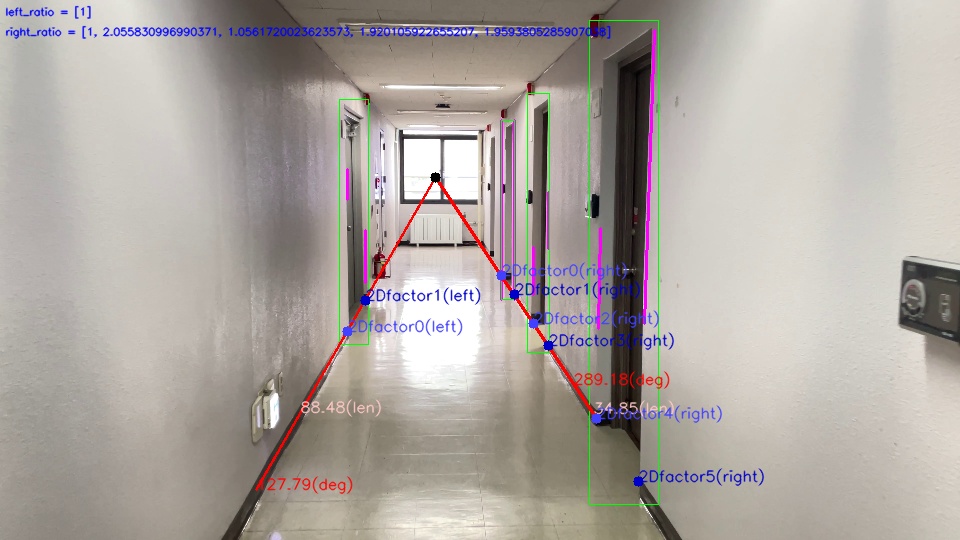 left_ratio = [1]
right_ratio = [1, 2.055830996990371, 1.0561720023623573, 1.920105922655207, 1.9593805285907048]
2Dfactor0(right)
2Dfactor1(left)
2Dfactor1(right)
2Dfactor0(left)
2Dfactor2(right)
2Dfactor3(right)
289.18(deg)
88.48(len)
34.85(len)
2Dfactor4(right)
2Dfactor5(right)
27.79(deg)